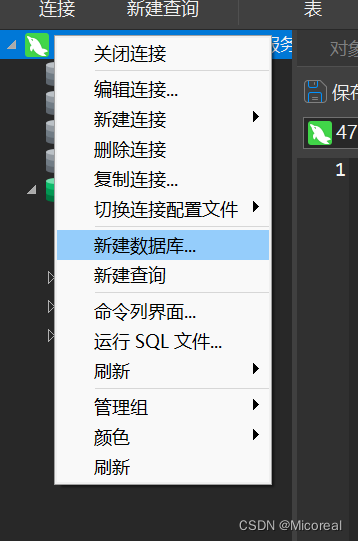 连接 新建查询 表
服务
对象
保存
47
1
关闭连接
编辑连接...
新建连接
删除连接
复制连接...
切换连接配置文件
新建数据库...
新建查询
命令列界面...
运行 SQL 文件...
刷新
管理组
颜色
刷新
CSDN @Micoreal